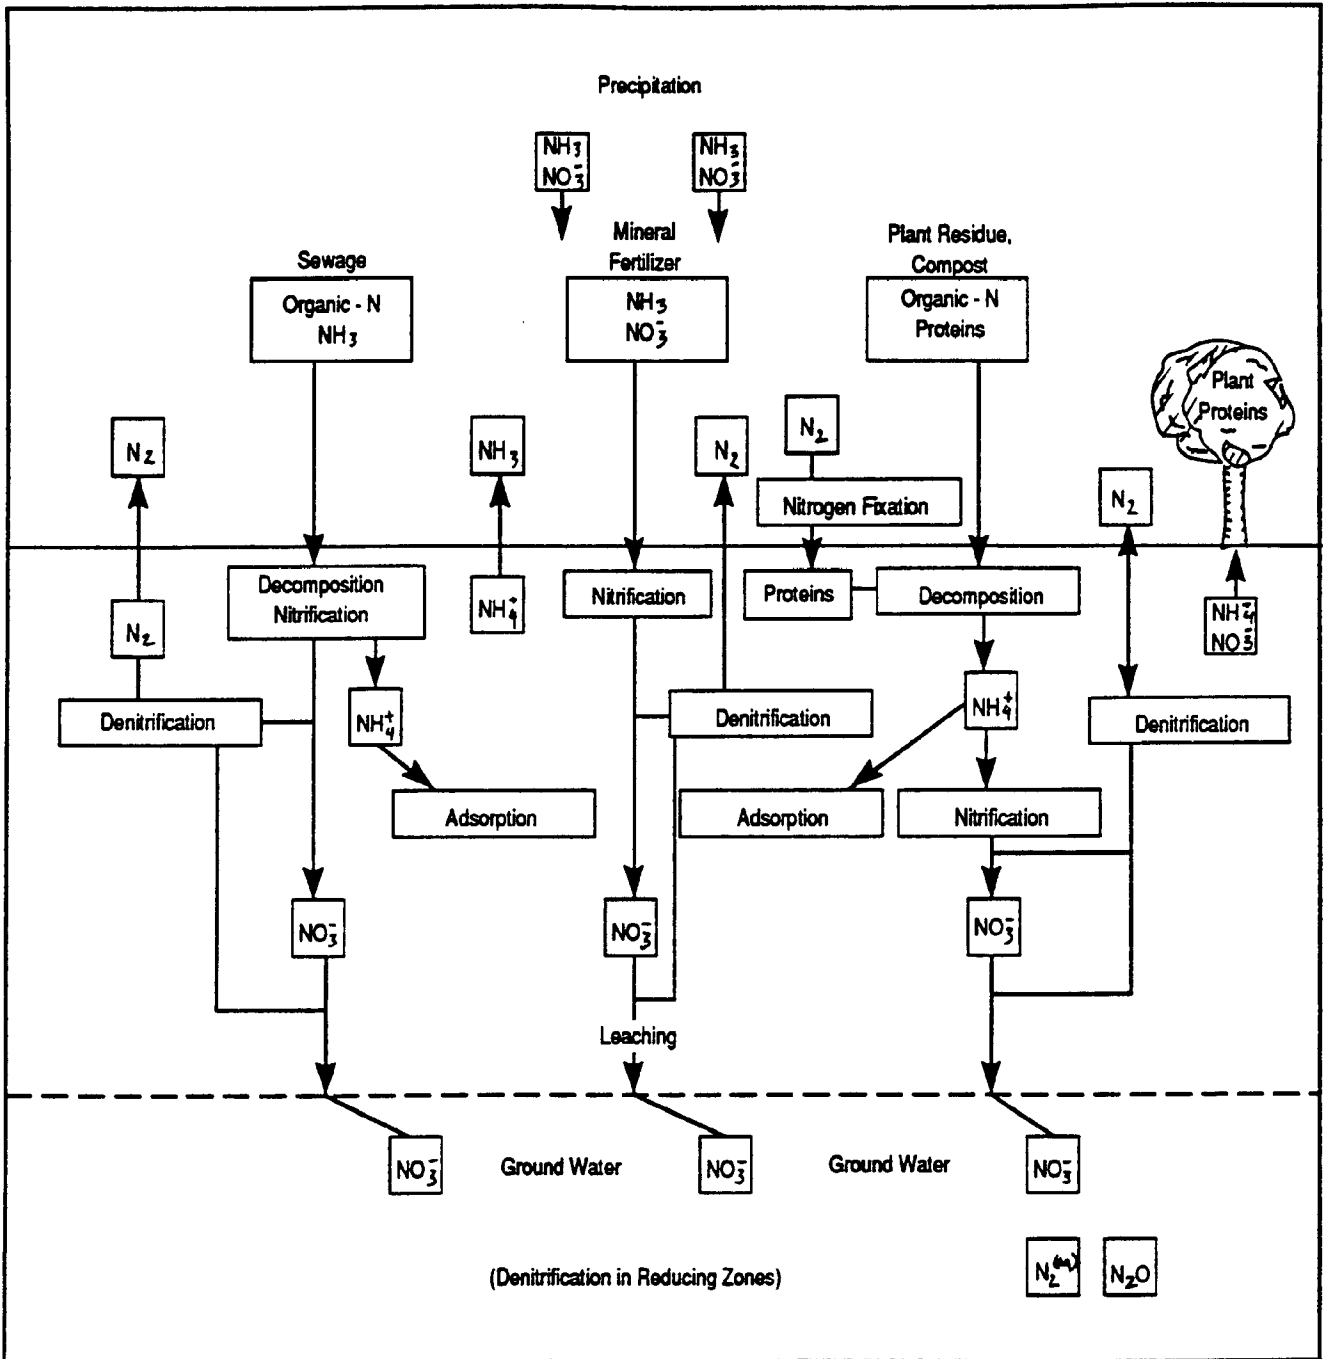 Precipitation
NH₃
NO₃⁻
NH₃
NO₃⁻
Sewage
Organic - N
NH₃
Mineral
Fertilizer
NH₃
NO₃⁻
Plant Residue,
Compost
Organic - N
Proteins
Plant
Proteins
N₂
NH₃
N₂
N₂
Nitrogen Fixation
N₂
N₂
Decomposition
Nitrification
NH₄⁺
Nitrification
Proteins
Decomposition
NH₄⁻
NO₃⁻
Denitrification
NH₄⁺
Denitrification
NH₄⁺
Denitrification
Adsorption
Adsorption
Nitrification
NO₃⁻
NO₃⁻
NO₃⁻
Leaching
NO₃⁻
Ground Water
NO₃⁻
Ground Water
NO₃⁻
(Denitrification in Reducing Zones)
N₂(aq)
N₂O